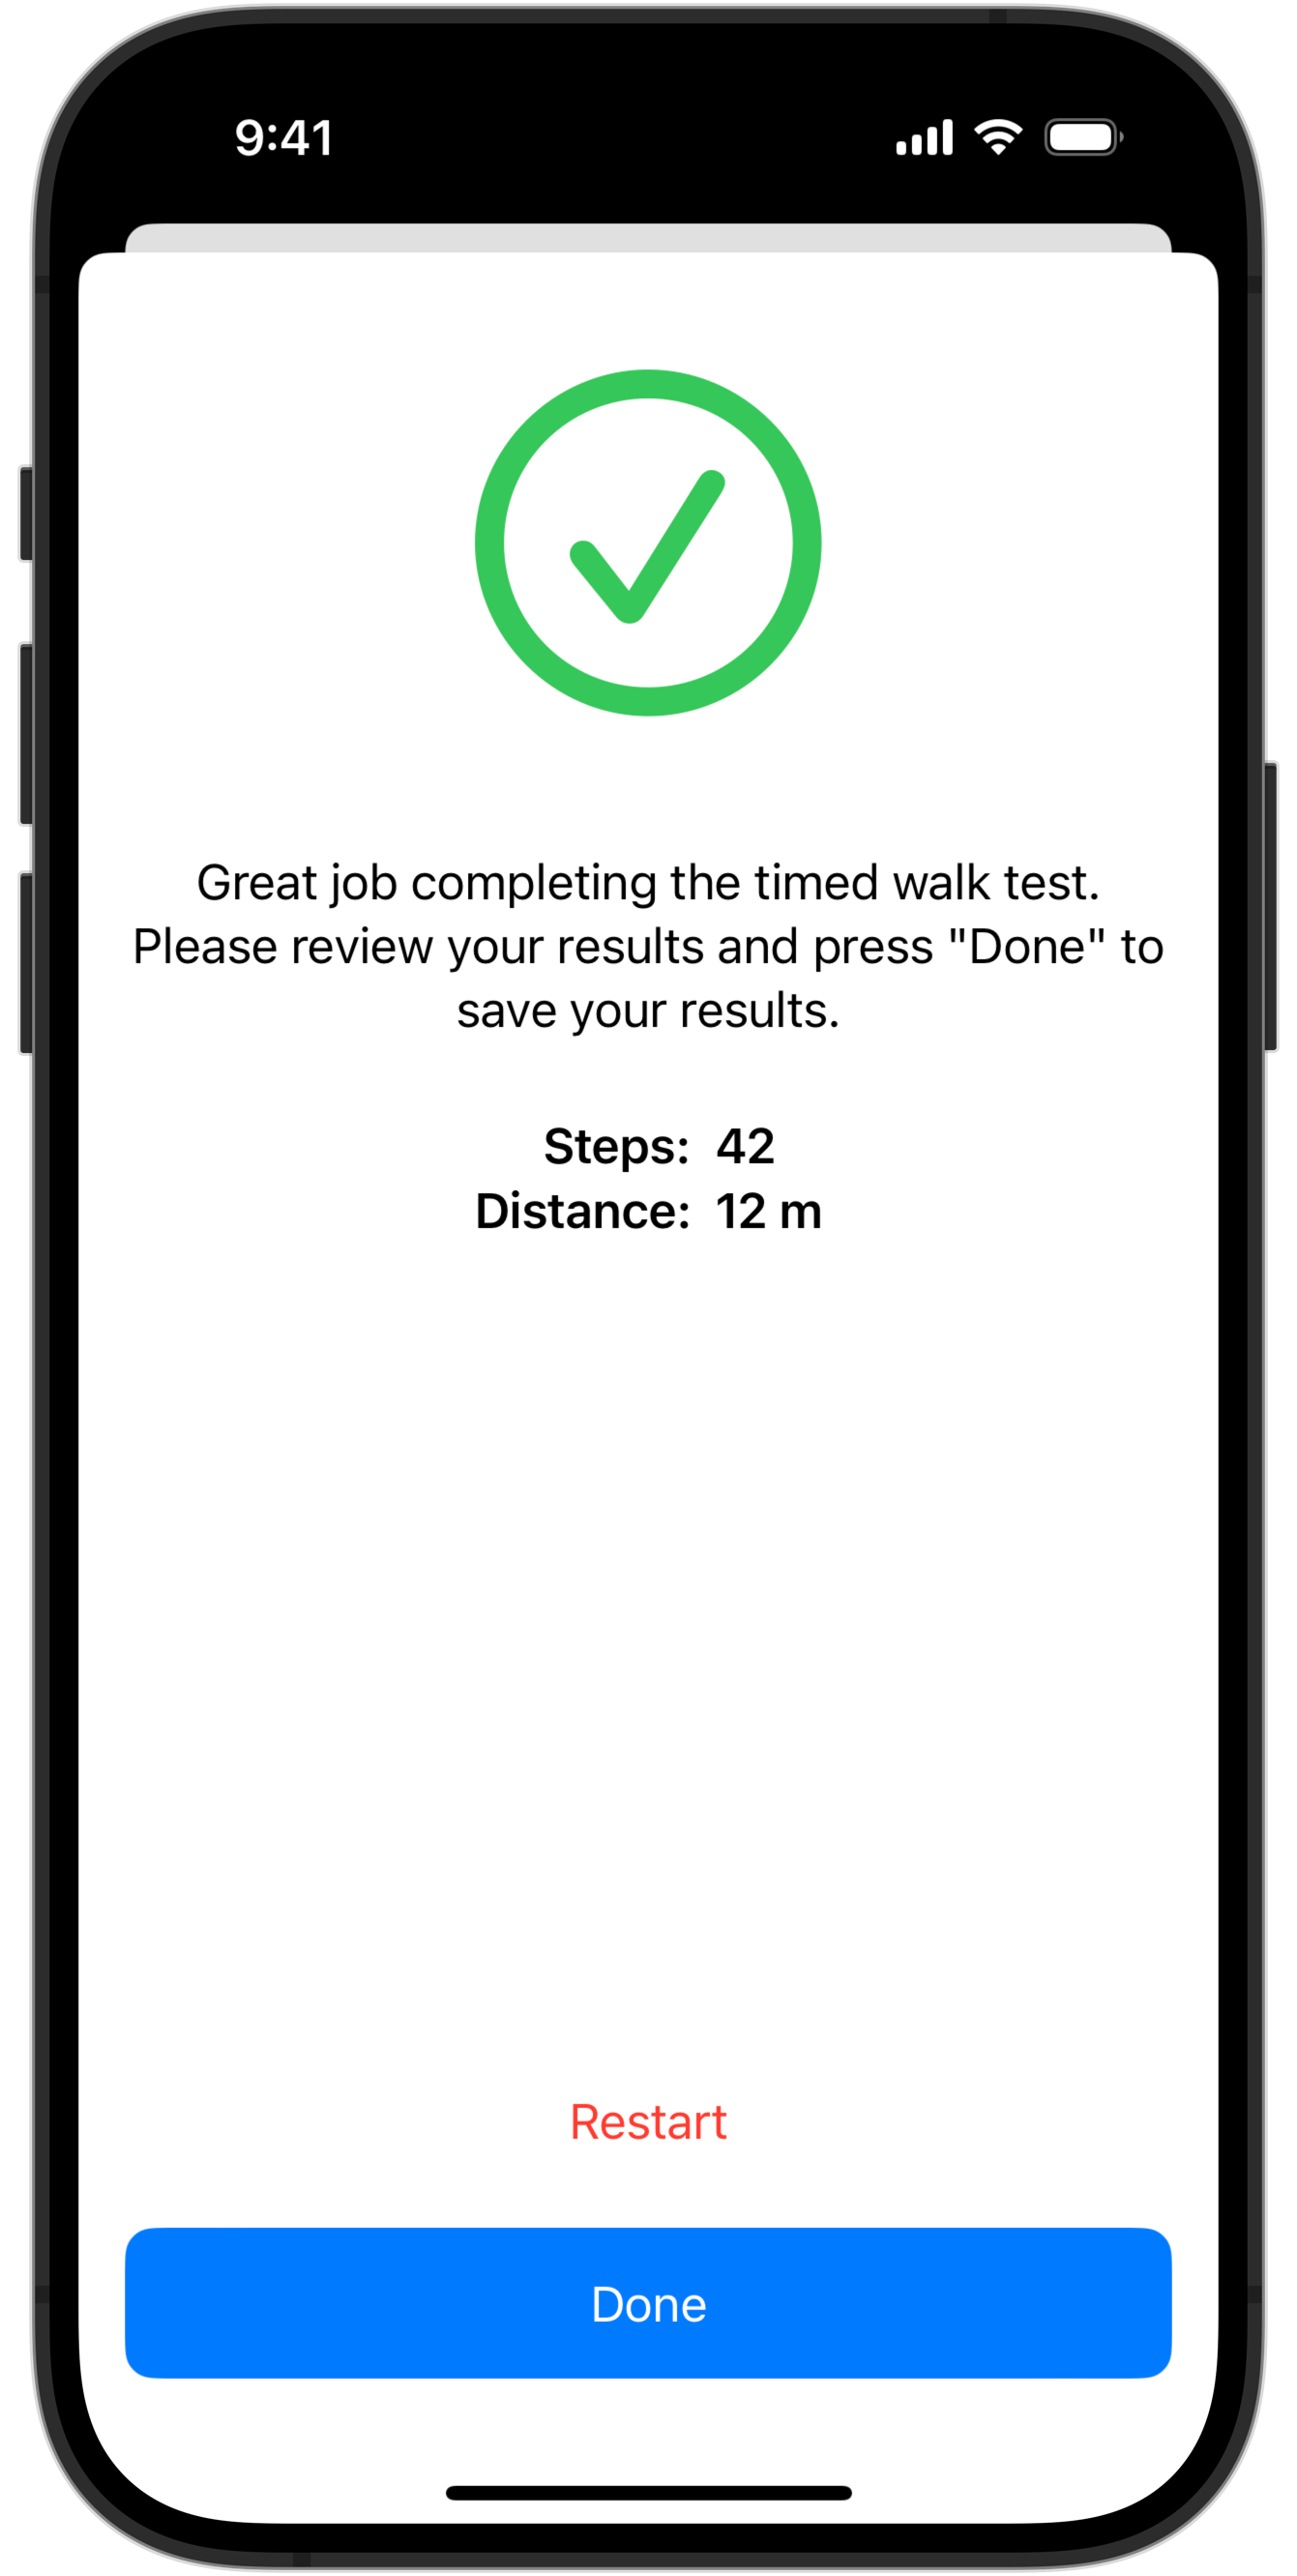 9:41
Great job completing the timed walk test.
Please review your results and press "Done" to
save your results.
Steps: 42
Distance: 12 m
Restart
Done